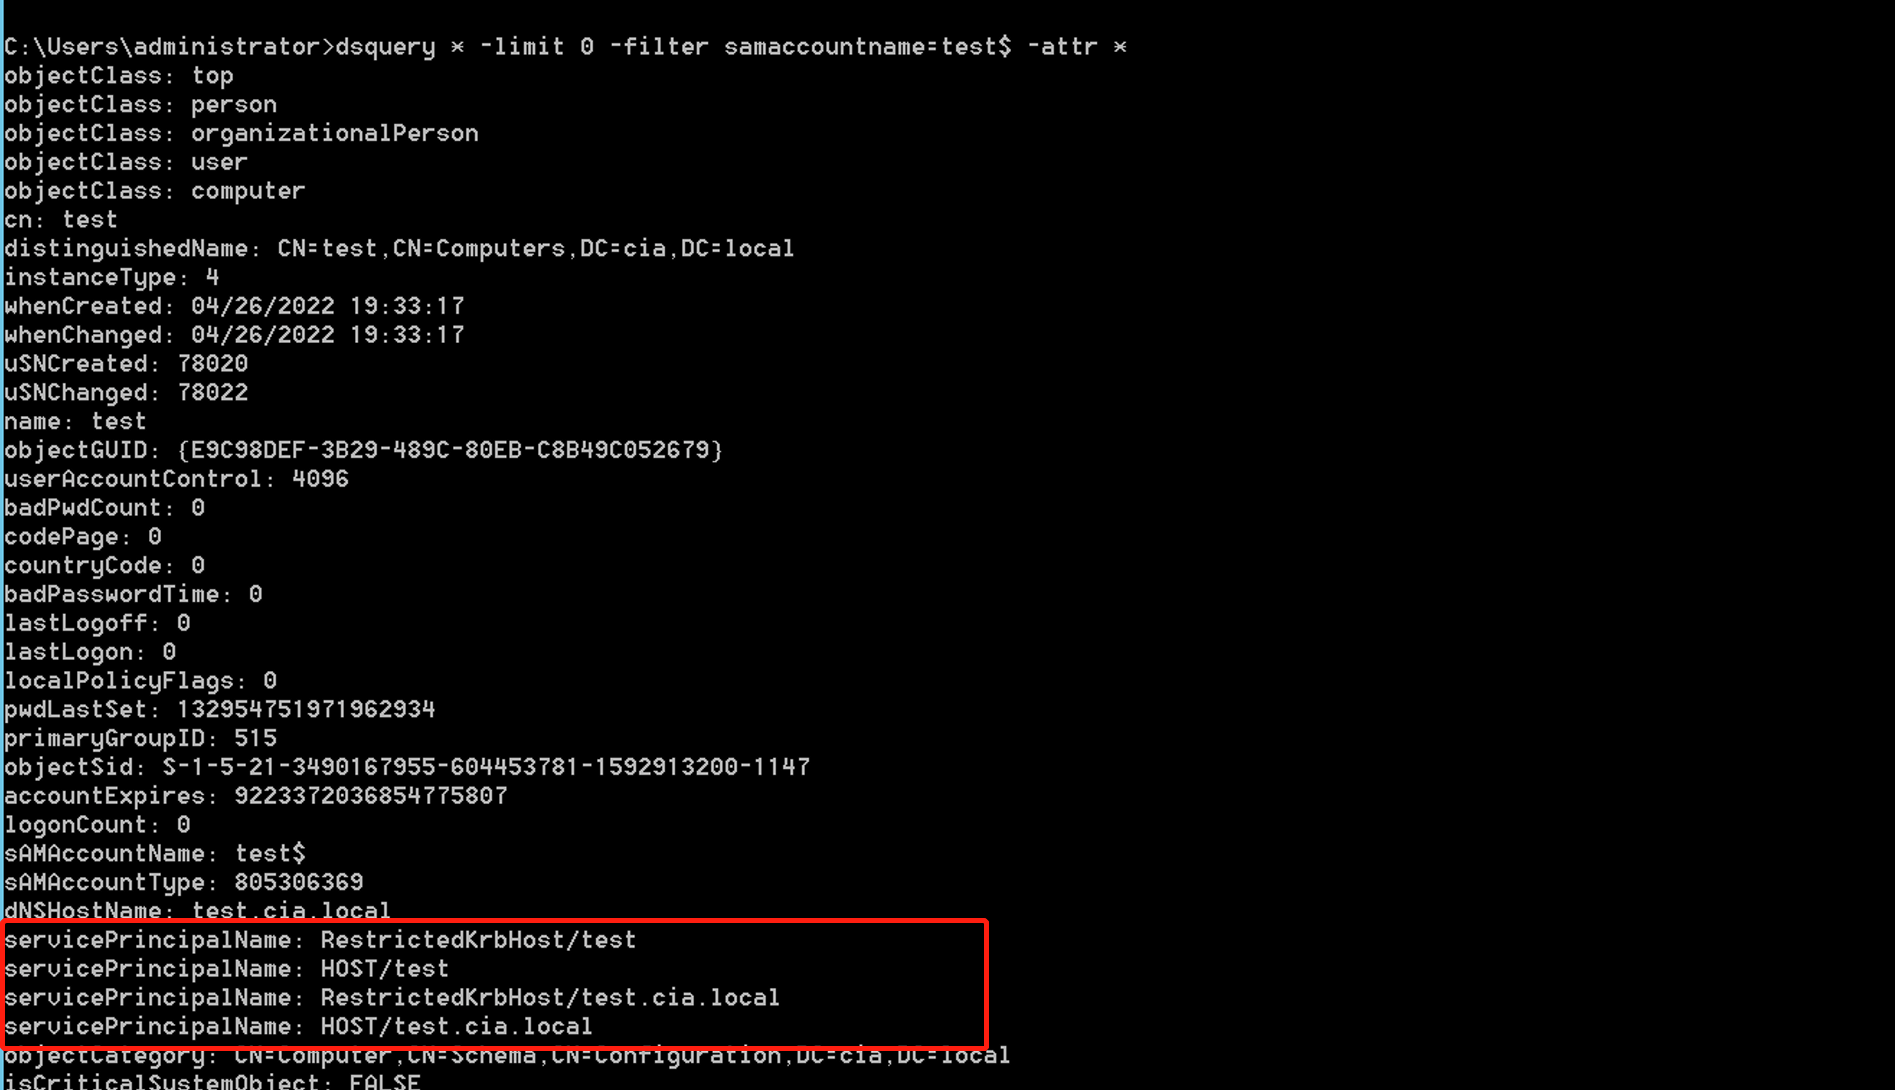 C:\Users\administrator>dsquery * -limit 0 -filter samaccountname=test$ -attr *
objectClass: top
objectClass: person
objectClass: organizationalPerson
objectClass: user
objectClass: computer
cn: test
distinguishedName: CN=test,CN=Computers,DC=cia,DC=local
instanceType: 4
whenCreated: 04/26/2022 19:33:17
whenChanged: 04/26/2022 19:33:17
uSNCreated: 78020
uSNChanged: 78022
name: test
objectGUID: {E9C98DEF-3B29-489C-80EB-C8B49C052679}
userAccountControl: 4096
badPwdCount: 0
codePage: 0
countryCode: 0
badPasswordTime: 0
lastLogoff: 0
lastLogon: 0
localPolicyFlags: 0
pwdLastSet: 132954751971962934
primaryGroupID: 515
objectSid: S-1-5-21-3490167955-604453781-1592913200-1147
accountExpires: 9223372036854775807
logonCount: 0
sAMAccountName: test$
sAMAccountType: 805306369
dNSHostName: test.cia.local
servicePrincipalName: RestrictedKrbHost/test
servicePrincipalName: HOST/test
servicePrincipalName: RestrictedKrbHost/test.cia.local
servicePrincipalName: HOST/test.cia.local
objectCategory: CN=Computer,CN=Schema,CN=Configuration,DC=cia,DC=local
isCriticalSystemObject: FALSE